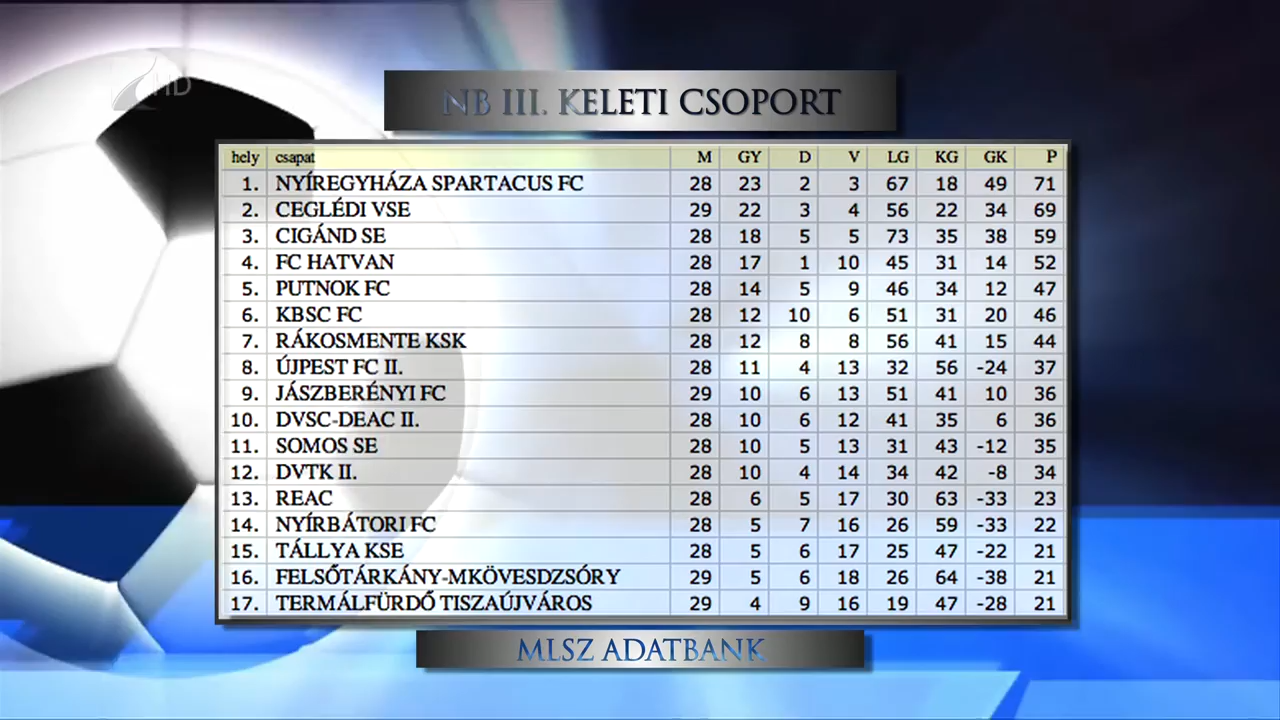 HD
NB III. KELETI CSOPORT
hely csapat M GY D V LG KG GK P
1. NYÍREGYHÁZA SPARTACUS FC 28 23 2 3 67 18 49 71
2. CEGLÉDI VSE 29 22 3 4 56 22 34 69
3. CIGÁND SE 28 18 5 5 73 35 38 59
4. FC HATVAN 28 17 1 10 45 31 14 52
5. PUTNOK FC 28 14 5 9 46 34 12 47
6. KBSC FC 28 12 10 6 51 31 20 46
7. RÁKOSMENTE KSK 28 12 8 8 56 41 15 44
8. ÚJPEST FC II. 28 11 4 13 32 56 -24 37
9. JÁSZBERÉNYI FC 29 10 6 13 51 41 10 36
10. DVSC-DEAC II. 28 10 6 12 41 35 6 36
11. SOMOS SE 28 10 5 13 31 43 -12 35
12. DVTK II. 28 10 4 14 34 42 -8 34
13. REAC 28 6 5 17 30 63 -33 23
14. NYÍRBÁTORI FC 28 5 7 16 26 59 -33 22
15. TÁLLYA KSE 28 5 6 17 25 47 -22 21
16. FELSŐTÁRKÁNY-MKÖVESDZSÓRY 29 5 6 18 26 64 -38 21
17. TERMÁLFÜRDŐ TISZAÚJVÁROS 29 4 9 16 19 47 -28 21
MLSZ ADATBANK